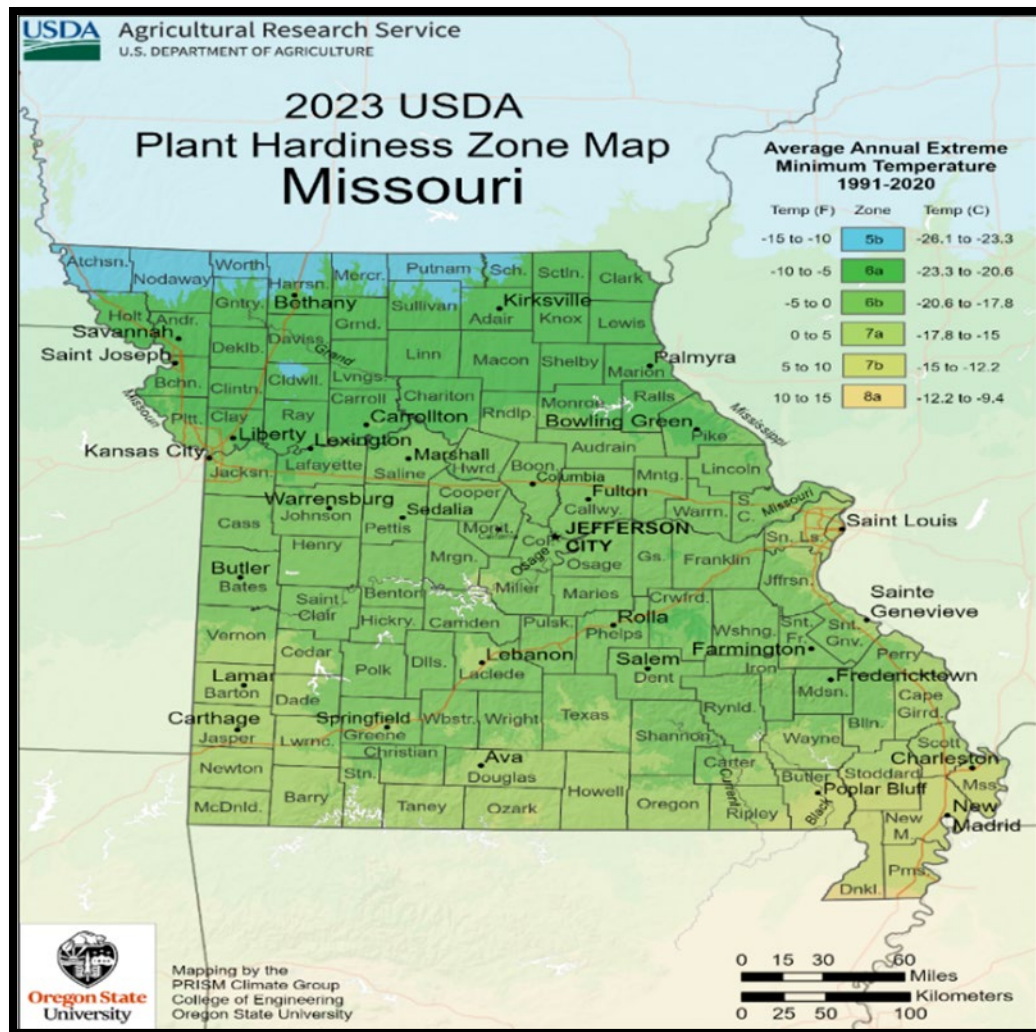 USDA
Agricultural Research Service
U.S. DEPARTMENT OF AGRICULTURE
2023 USDA
Plant Hardiness Zone Map
Missouri
Average Annual Extreme
Minimum Temperature
1991-2020
Temp (F) Zone Temp (C)
-15 to -10 5b -26.1 to -23.3
-10 to -5 6a -23.3 to -20.6
-5 to 0 6b -20.6 to -17.8
0 to 5 7a -17.8 to -15
5 to 10 7b -15 to -12.2
10 to 15 8a -12.2 to -9.4
Atchsn.
Nodaway
Worth
Harrsn.
Mercr.
Putnam
Sch.
Sctln.
Clark
Holt
Andr.
Gntry.
Bethany
Grnd.
Sullivan
Kirksville
Adair
Knox
Lewis
Savannah
Saint Joseph
Deklb.
Daviss
Grand
Linn
Macon
Shelby
Palmyra
Marion
Bchn.
Clintn.
Cldwll.
Lvngs.
Carroll
Chariton
Rndlp.
Monroe
Ralls
Missouri
Pltt.
Clay
Ray
Carrollton
Bowling Green
Pike
Mississippi
Liberty
Lexington
Kansas City
Jacksn.
Lafayette
Marshall
Saline
Hwrd
Boon.
Columbia
Audrain
Mntg.
Lincoln
Warrensburg
Johnson
Sedalia
Pettis
Cooper
Fulton
Callwy.
Warrn.
S.
C.
Missouri
Saint Louis
Cass
Henry
Monit.
California
Mrgn.
Col.
JEFFERSON
CITY
Osage
Osage
Gs.
Franklin
Sn. Ls.
Jffrsn.
Butler
Bates
Saint
Clair
Benton
Miller
Maries
Crwfrd.
Sainte
Genevieve
Vernon
Hickry.
Camden
Pulsk.
Rolla
Phelps
Wshng.
Snt.
Fr.
Snt.
Gnv.
Perry
Cedar
Polk
Dlls.
Lebanon
Laclede
Salem
Dent
Iron
Farmington
Fredericktown
Mdsn.
Cape
Girrd.
Lamar
Barton
Dade
Carthage
Jasper
Lwrnc.
Springfield
Greene
Wbstr.
Wright
Texas
Shannon
Rynld.
Wayne
Blln.
Scott
Charleston
Mss.
Newton
Christian
Stn.
Ava
Douglas
Howell
Carter
Butler
Stoddard
Poplar Bluff
McDnld.
Barry
Taney
Ozark
Oregon
Current
Ripley
Black
New
M.
New
Madrid
Pms.
Dnkl.
Oregon State
University
Mapping by the
PRISM Climate Group
College of Engineering
Oregon State University
0 15 30 60
Miles
Kilometers
0 25 50 100